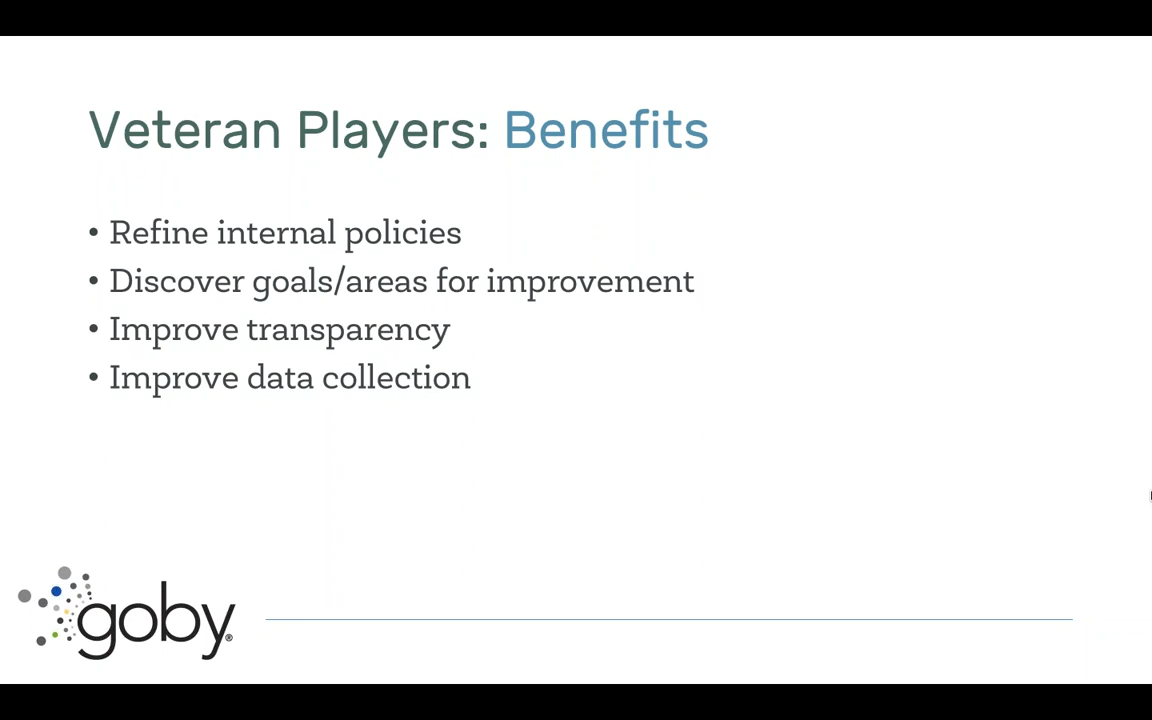 Veteran Players: Benefits
• Refine internal policies
• Discover goals/areas for improvement
• Improve transparency
• Improve data collection
goby®